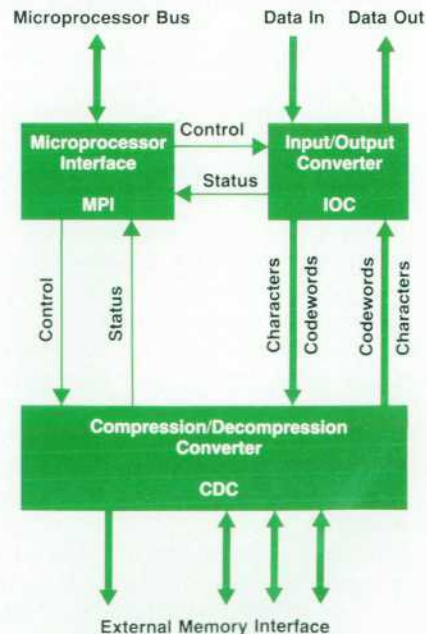 Microprocessor Bus
Data In
Data Out
Microprocessor
Interface
MPI
Control
Status
Input/Output
Converter
IOC
Control
Status
Characters
Codewords
Codewords
Characters
Compression/Decompression
Converter
CDC
External Memory Interface